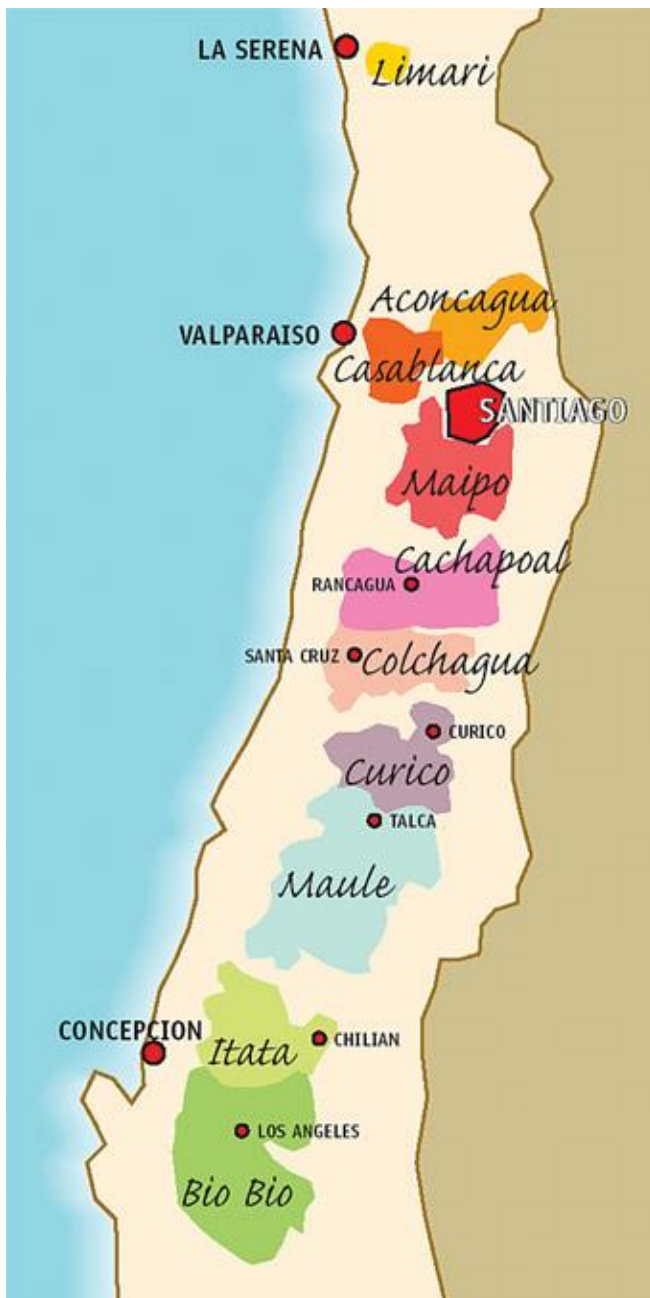 LA SERENA
Limari
Aconcagua
VALPARAISO
Casablanca
SANTIAGO
Maipo
Cachapoal
RANCAGUA
SANTA CRUZ
Colchagua
CURICO
Curico
TALCA
Maule
CONCEPCION
Itata
CHILIAN
LOS ANGELES
Bio Bio